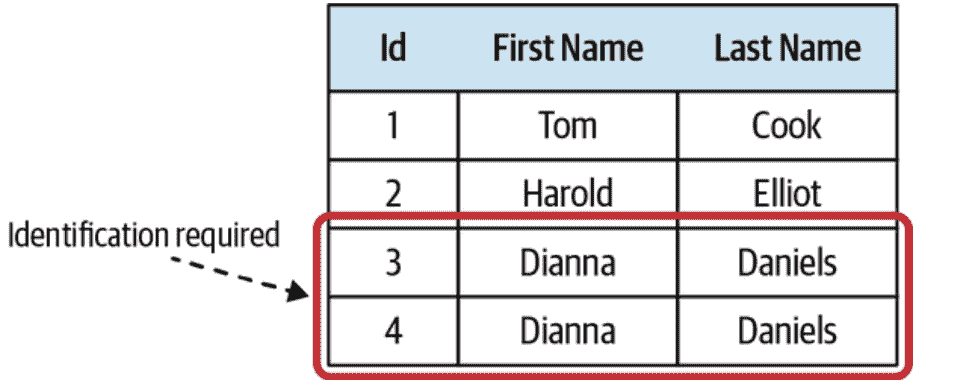 Id First Name Last Name
1 Tom Cook
2 Harold Elliot
Identification required
3 Dianna Daniels
4 Dianna Daniels